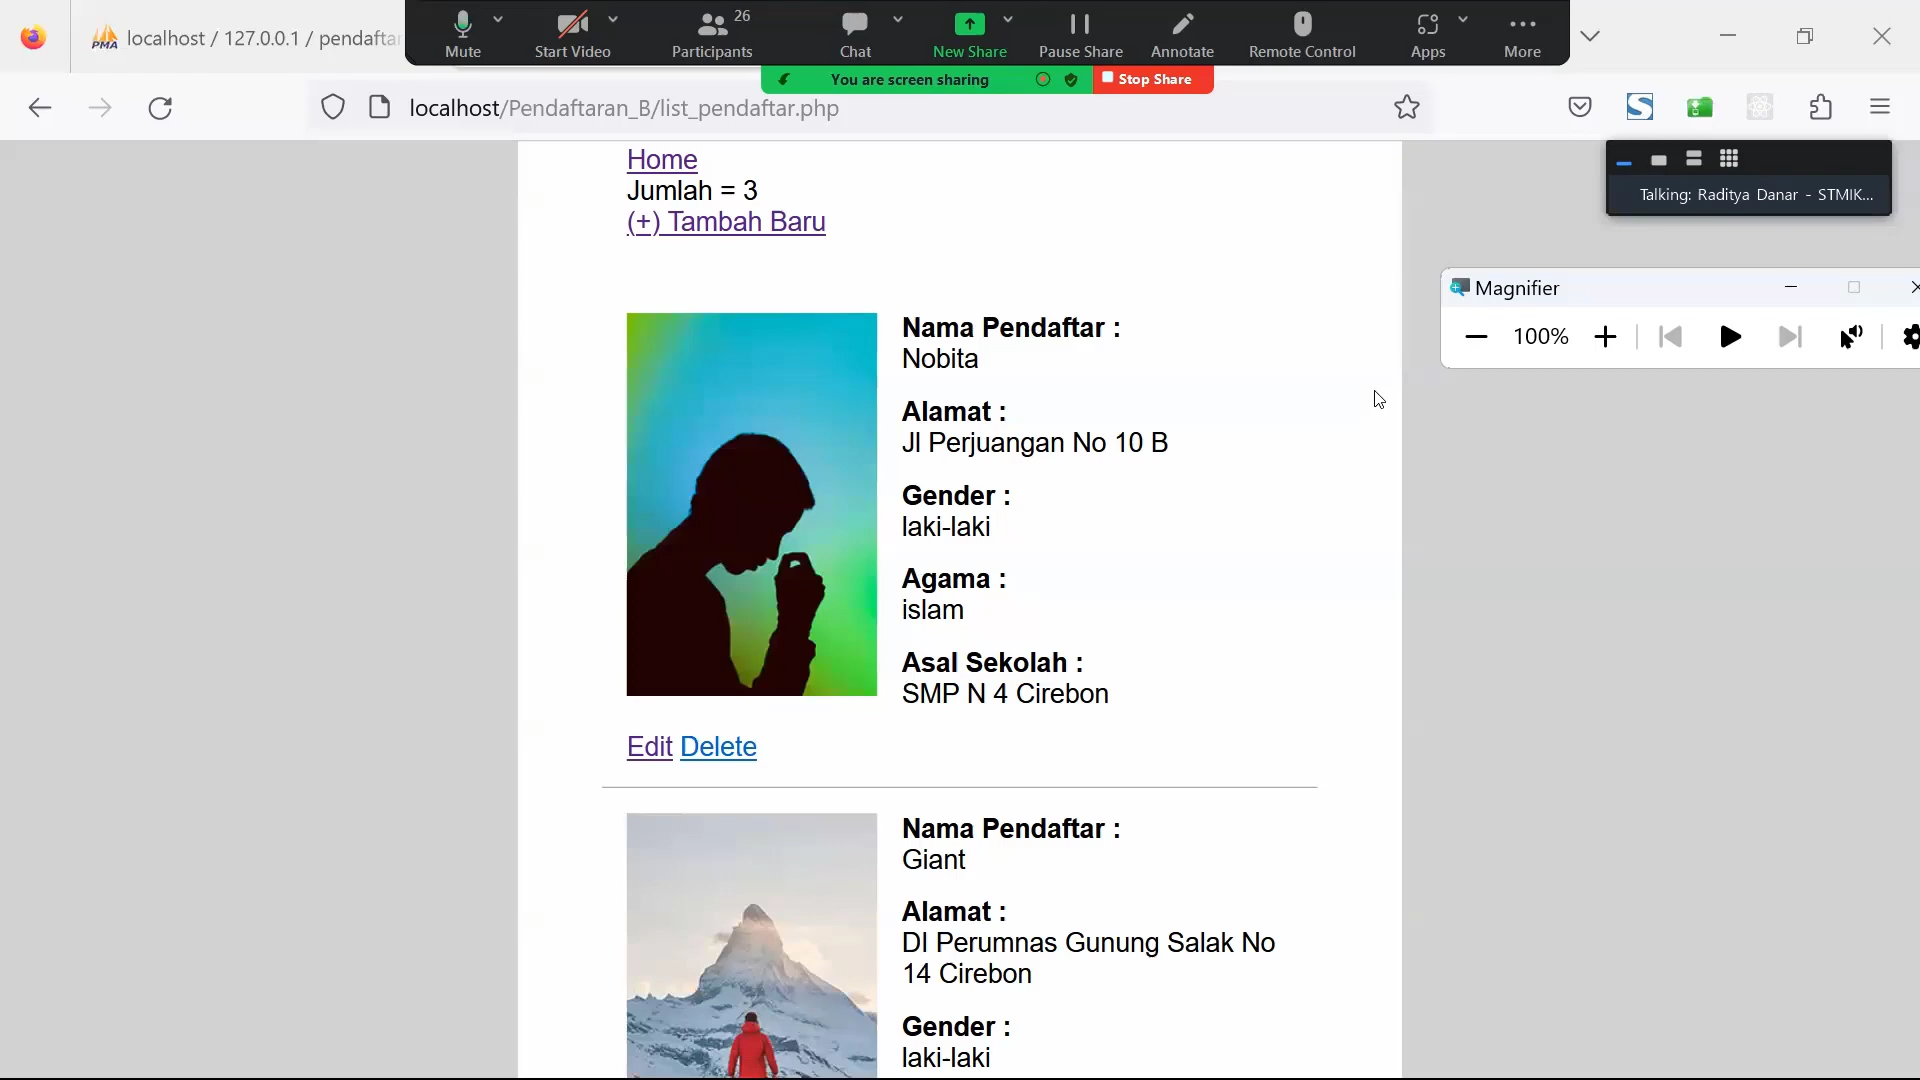 localhost / 127.0.0.1 / pendafta
Mute
Start Video
26
Participants
Chat
New Share
Pause Share
Annotate
Remote Control
Apps
More
You are screen sharing
Stop Share
localhost/Pendaftaran_B/list_pendaftar.php
Talking: Raditya Danar - STMIK...
Magnifier
100%
Home
Jumlah = 3
(+) Tambah Baru
Nama Pendaftar :
Nobita
Alamat :
Jl Perjuangan No 10 B
Gender :
laki-laki
Agama :
islam
Asal Sekolah :
SMP N 4 Cirebon
Edit Delete
Nama Pendaftar :
Giant
Alamat :
Dl Perumnas Gunung Salak No
14 Cirebon
Gender :
laki-laki